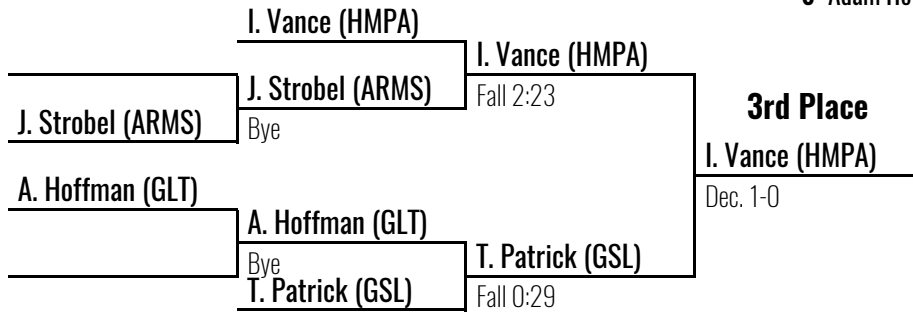 Adam
I. Vance (HMPA)
I. Vance (HMPA)
J. Strobel (ARMS)
Fall 2:23
3rd Place
J. Strobel (ARMS)
Bye
I. Vance (HMPA)
A. Hoffman (GLT)
Dec. 1-0
A. Hoffman (GLT)
Bye
T. Patrick (GSL)
T. Patrick (GSL)
Fall 0:29